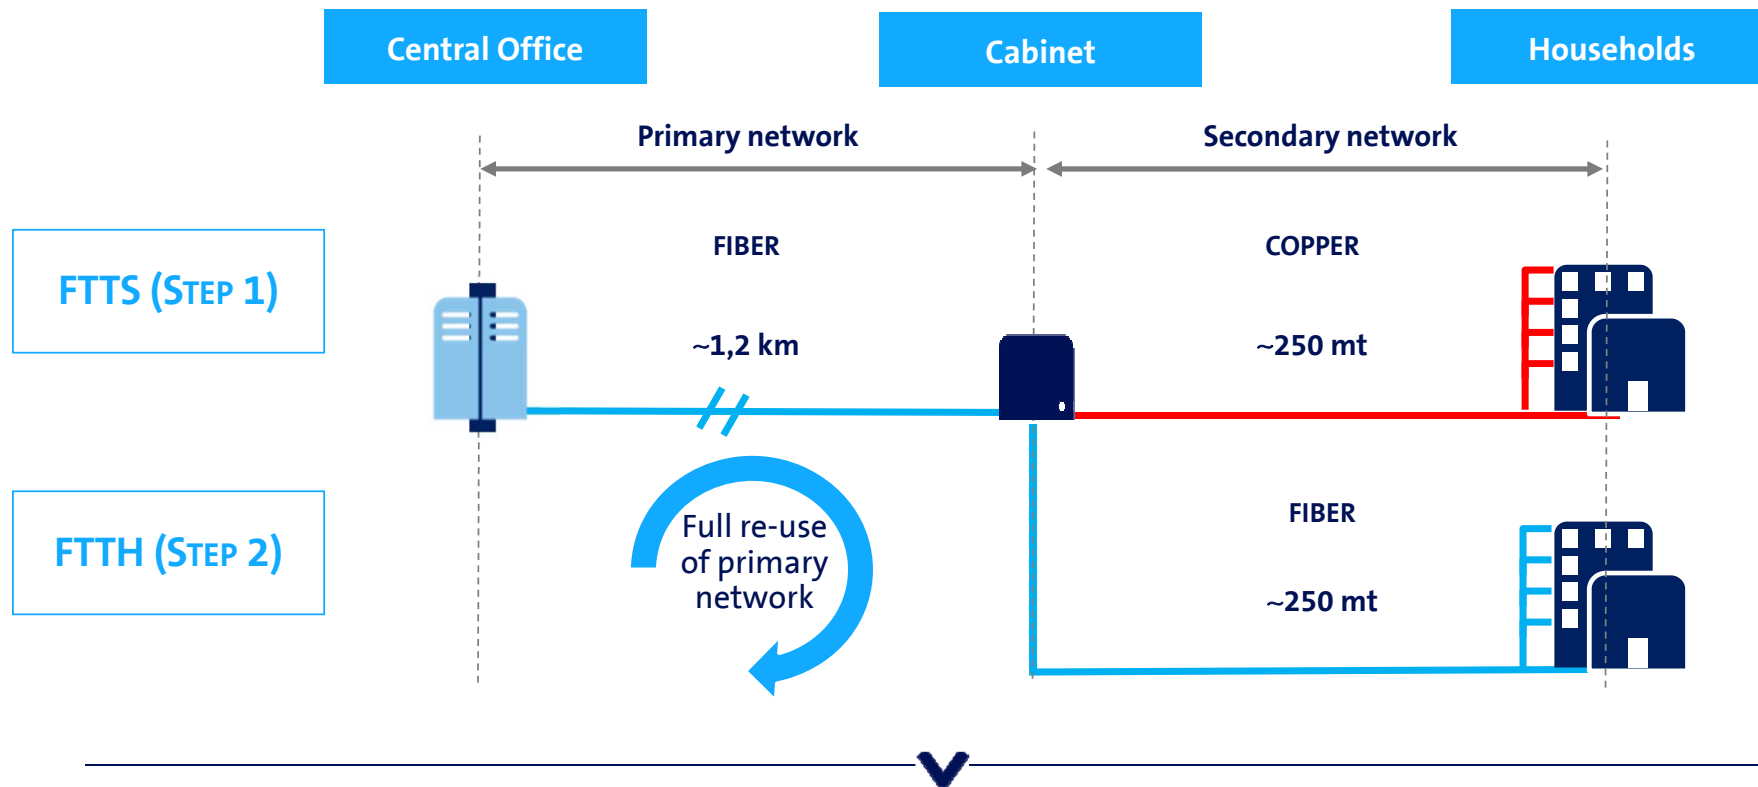 Central Office
Cabinet
Households
Primary network
Secondary network
FTTS (STEP 1)
FIBER
COPPER
~1,2 km
~250 mt
FTTH (STEP 2)
Full re-use
of primary
network
FIBER
~250 mt